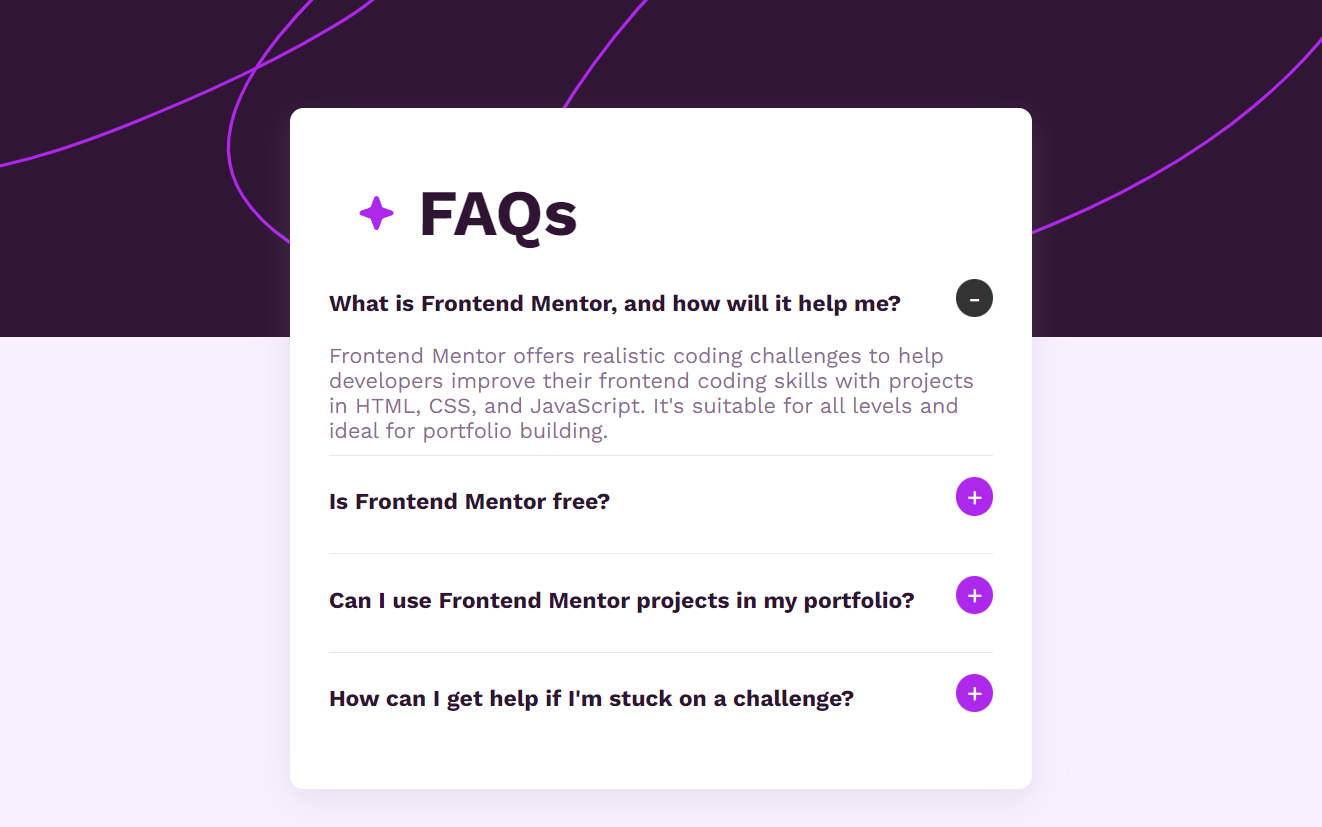 FAQs
What is Frontend Mentor, and how will it help me?
-
Frontend Mentor offers realistic coding challenges to help
developers improve their frontend coding skills with projects
in HTML, CSS, and JavaScript. It's suitable for all levels and
ideal for portfolio building.
Is Frontend Mentor free?
+
Can I use Frontend Mentor projects in my portfolio?
+
How can I get help if I'm stuck on a challenge?
+